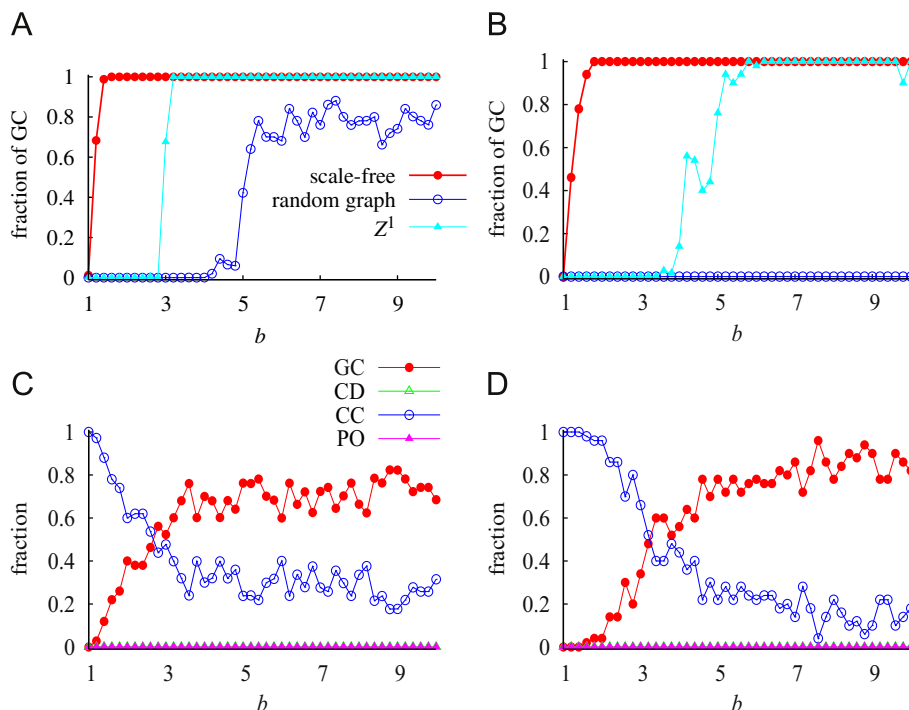 A
B
fraction of GC
1
0.8
0.6
0.4
0.2
0
1 3 5 7 9
b
scale-free
random graph
Z¹
fraction of GC
1
0.8
0.6
0.4
0.2
0
1 3 5 7 9
b
C
D
GC
CD
CC
PO
fraction
1
0.8
0.6
0.4
0.2
0
1 3 5 7 9
b
fraction
1
0.8
0.6
0.4
0.2
0
1 3 5 7 9
b